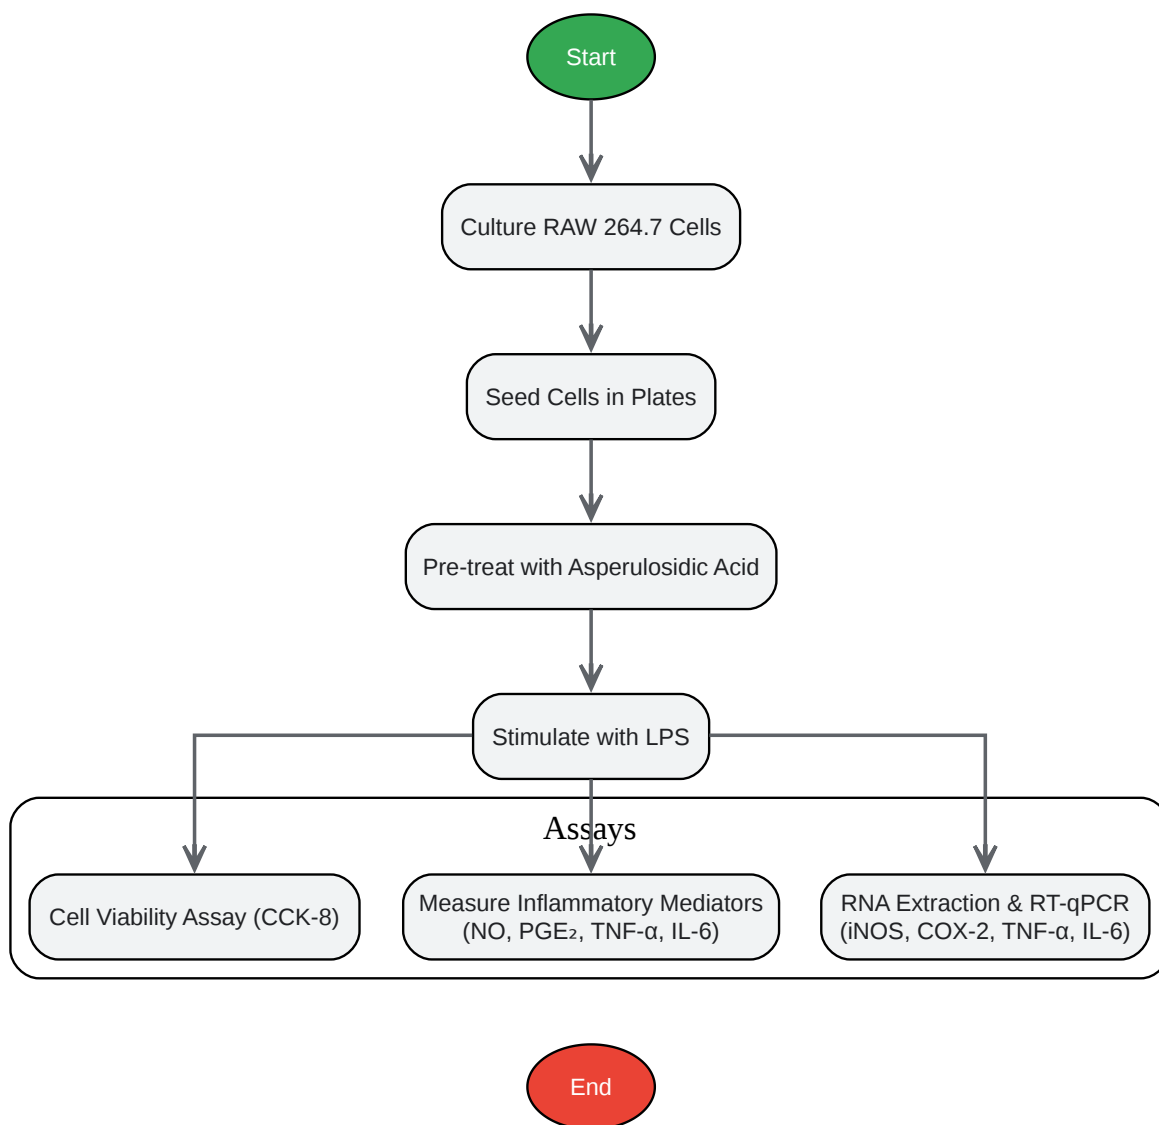 Start
Culture RAW 264.7 Cells
Seed Cells in Plates
Pre-treat with Asperulosidic Acid
Stimulate with LPS
Assays
Cell Viability Assay (CCK-8)
Measure Inflammatory Mediators
(NO, PGE₂, TNF-α, IL-6)
RNA Extraction & RT-qPCR
(iNOS, COX-2, TNF-α, IL-6)
End